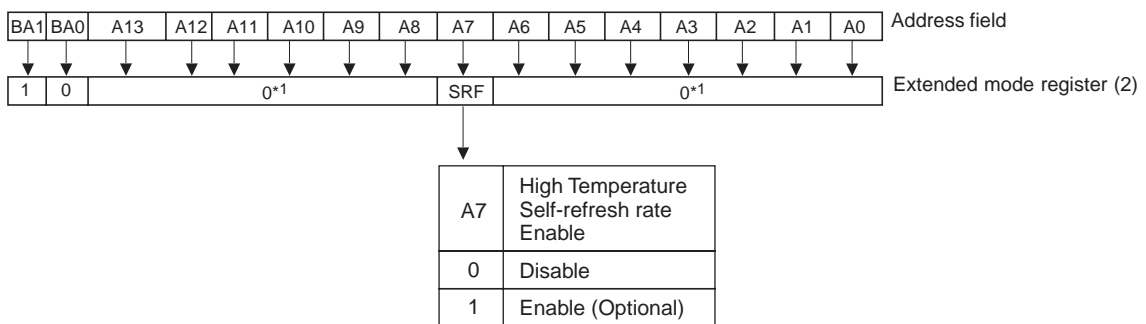 BA1 BA0 A13 A12 A11 A10 A9 A8 A7 A6 A5 A4 A3 A2 A1 A0 Address field
1 0 0*1 SRF 0*1 Extended mode register (2)
A7 High Temperature
Self-refresh rate
Enable
0 Disable
1 Enable (Optional)